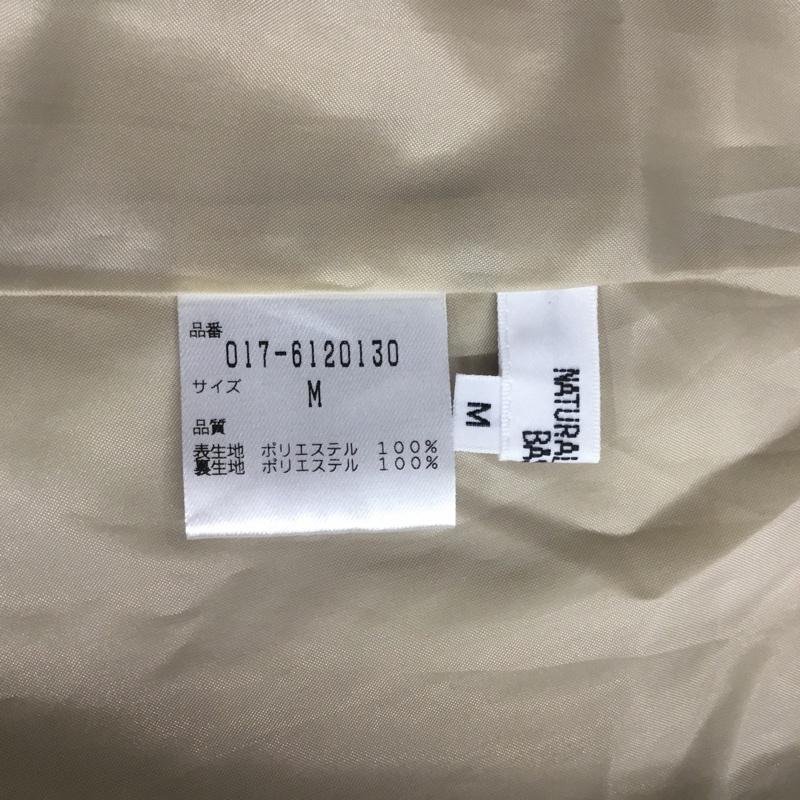 品番
017-6120130
サイズ
M
品質
表生地 ポリエステル 100%
裏生地 ポリエステル 100%
M
NATURAL